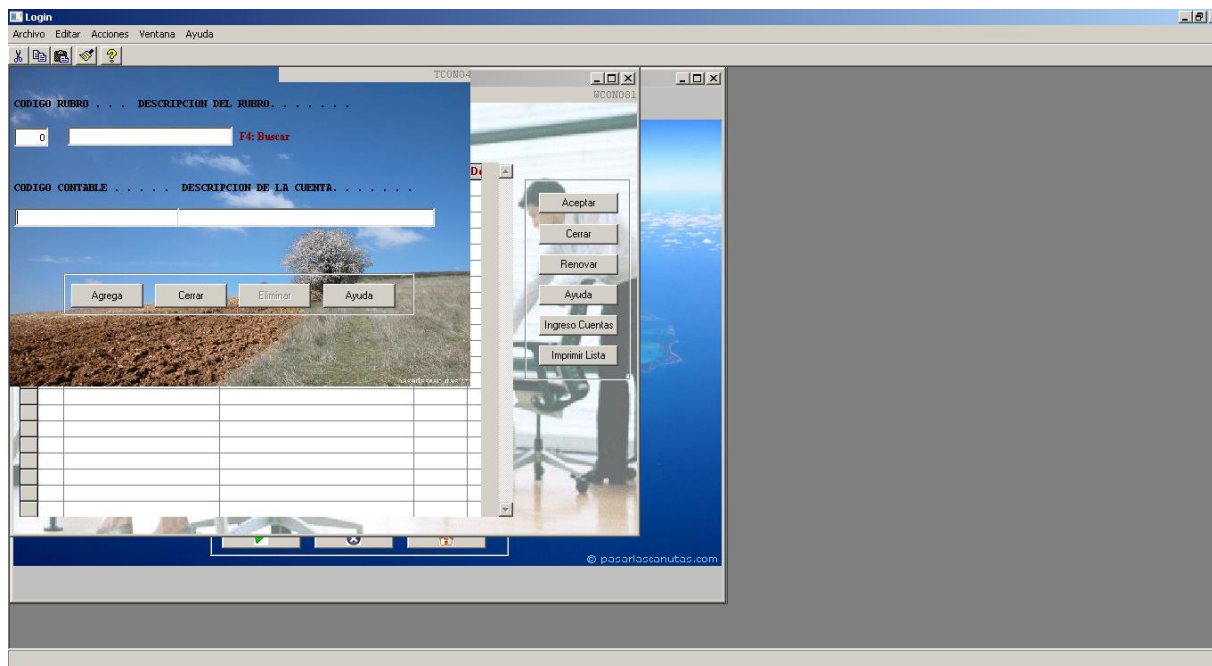 Login
Archivo Editar Acciones Ventana Ayuda
TCON04
WCON081
CODIGO RUBRO . . . DESCRIPCION DEL RUBRO. . . . . . .
0
F4: Buscar
CODIGO CONTABLE . . . . . DESCRIPCION DE LA CUENTA. . . . . . .
Agrega Cerrar Eliminar Ayuda
Aceptar
Cerrar
Renovar
Ayuda
Ingreso Cuentas
Imprimir Lista
© pasarlascanutas.com